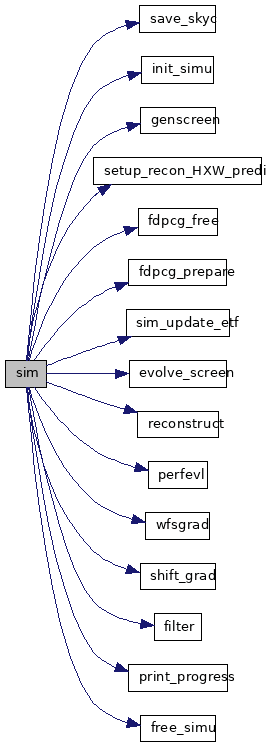 save_skyc
init_simu
genscreen
setup_recon_HXW_predi
fdpcg_free
fdpcg_prepare
sim_update_etf
sim
evolve_screen
reconstruct
perfevl
wfsgrad
shift_grad
filter
print_progress
free_simu